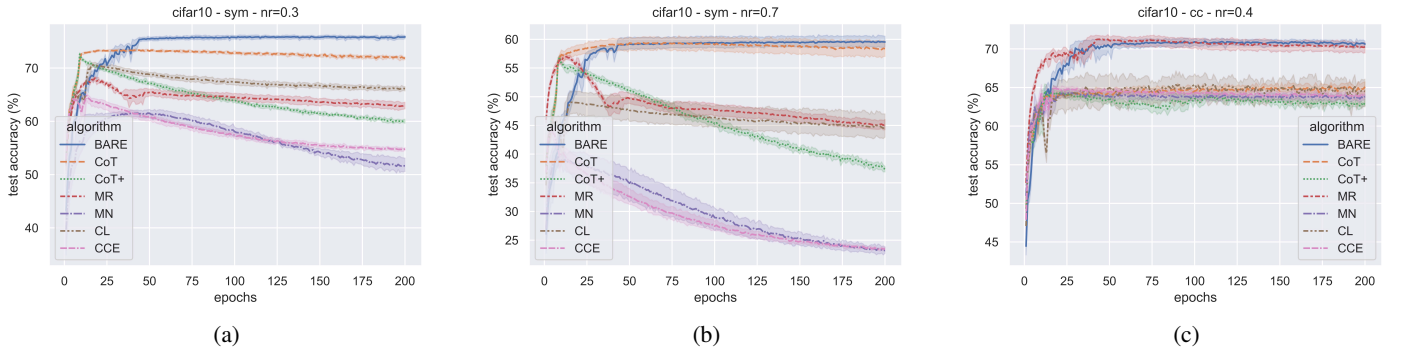 cifar10 - sym - nr=0.3
test accuracy (%)
70
60
50
40
algorithm
BARE
CoT
CoT+
MR
MN
CL
CCE
0 25 50 75 100 125 150 175 200
epochs
(a)
cifar10 - sym - nr=0.7
test accuracy (%)
60
55
50
45
40
35
30
25
algorithm
BARE
CoT
CoT+
MR
MN
CL
CCE
0 25 50 75 100 125 150 175 200
epochs
(b)
cifar10 - cc - nr=0.4
test accuracy (%)
70
65
60
55
50
45
algorithm
BARE
CoT
CoT+
MR
MN
CL
CCE
0 25 50 75 100 125 150 175 200
epochs
(c)